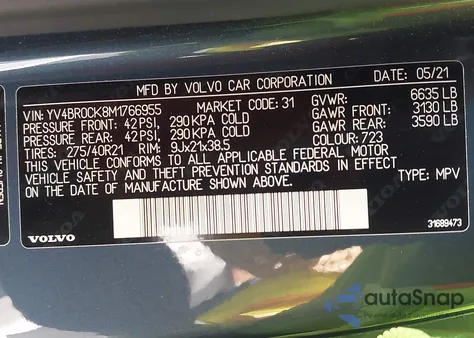 MFD BY VOLVO CAR CORPORATION DATE: 05/21
VIN: YV4BR0CK8M1766955 MARKET CODE: 31 GVWR: 6635 LB
PRESSURE FRONT: 42 PSI, 290 KPA COLD GAWR FRONT: 3130 LB
PRESSURE REAR: 42 PSI, 290 KPA COLD GAWR REAR: 3590 LB
TIRES: 275/40R21 RIM: 9Jx21x38.5 COLOUR: 723
THIS VEHICLE CONFORMS TO ALL APPLICABLE FEDERAL MOTOR
VEHICLE SAFETY AND THEFT PREVENTION STANDARDS IN EFFECT
ON THE DATE OF MANUFACTURE SHOWN ABOVE. TYPE: MPV
VOLVO
31689473
autoSnap